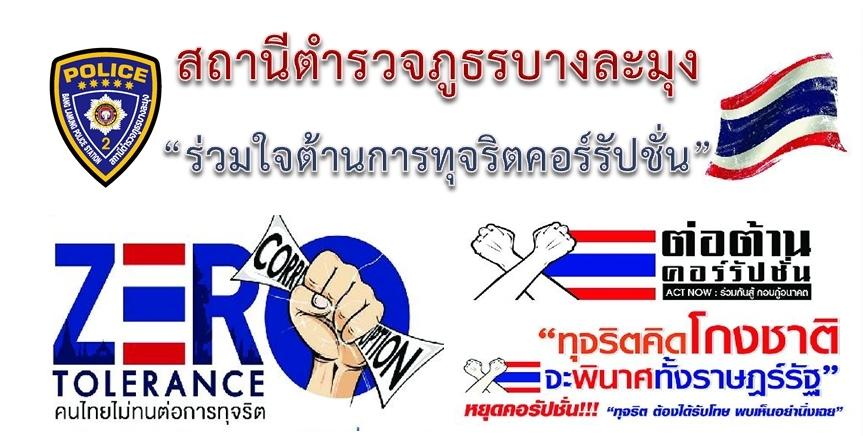 สถานีตำรวจภูธรบางละมุง
POLICE
BANG LAMUNG POLICE STATION
2
สถานีตำรวจภูธรบางละมุง
“ร่วมใจต้านการทุจริตคอร์รัปชั่น”
ZERO
CORRUPTION
TOLERANCE
คนไทยไม่ทนต่อการทุจริต
ต่อต้าน
คอร์รัปชั่น
ACT NOW : ร่วมกันสู้ กอบกู้อนาคต
“ทุจริตคิดโกงชาติ
จะพินาศทั้งราษฎร์รัฐ”
หยุดคอรัปชั่น!!! “ทุจริต ต้องได้รับโทษ พบเห็นอย่านิ่งเฉย”